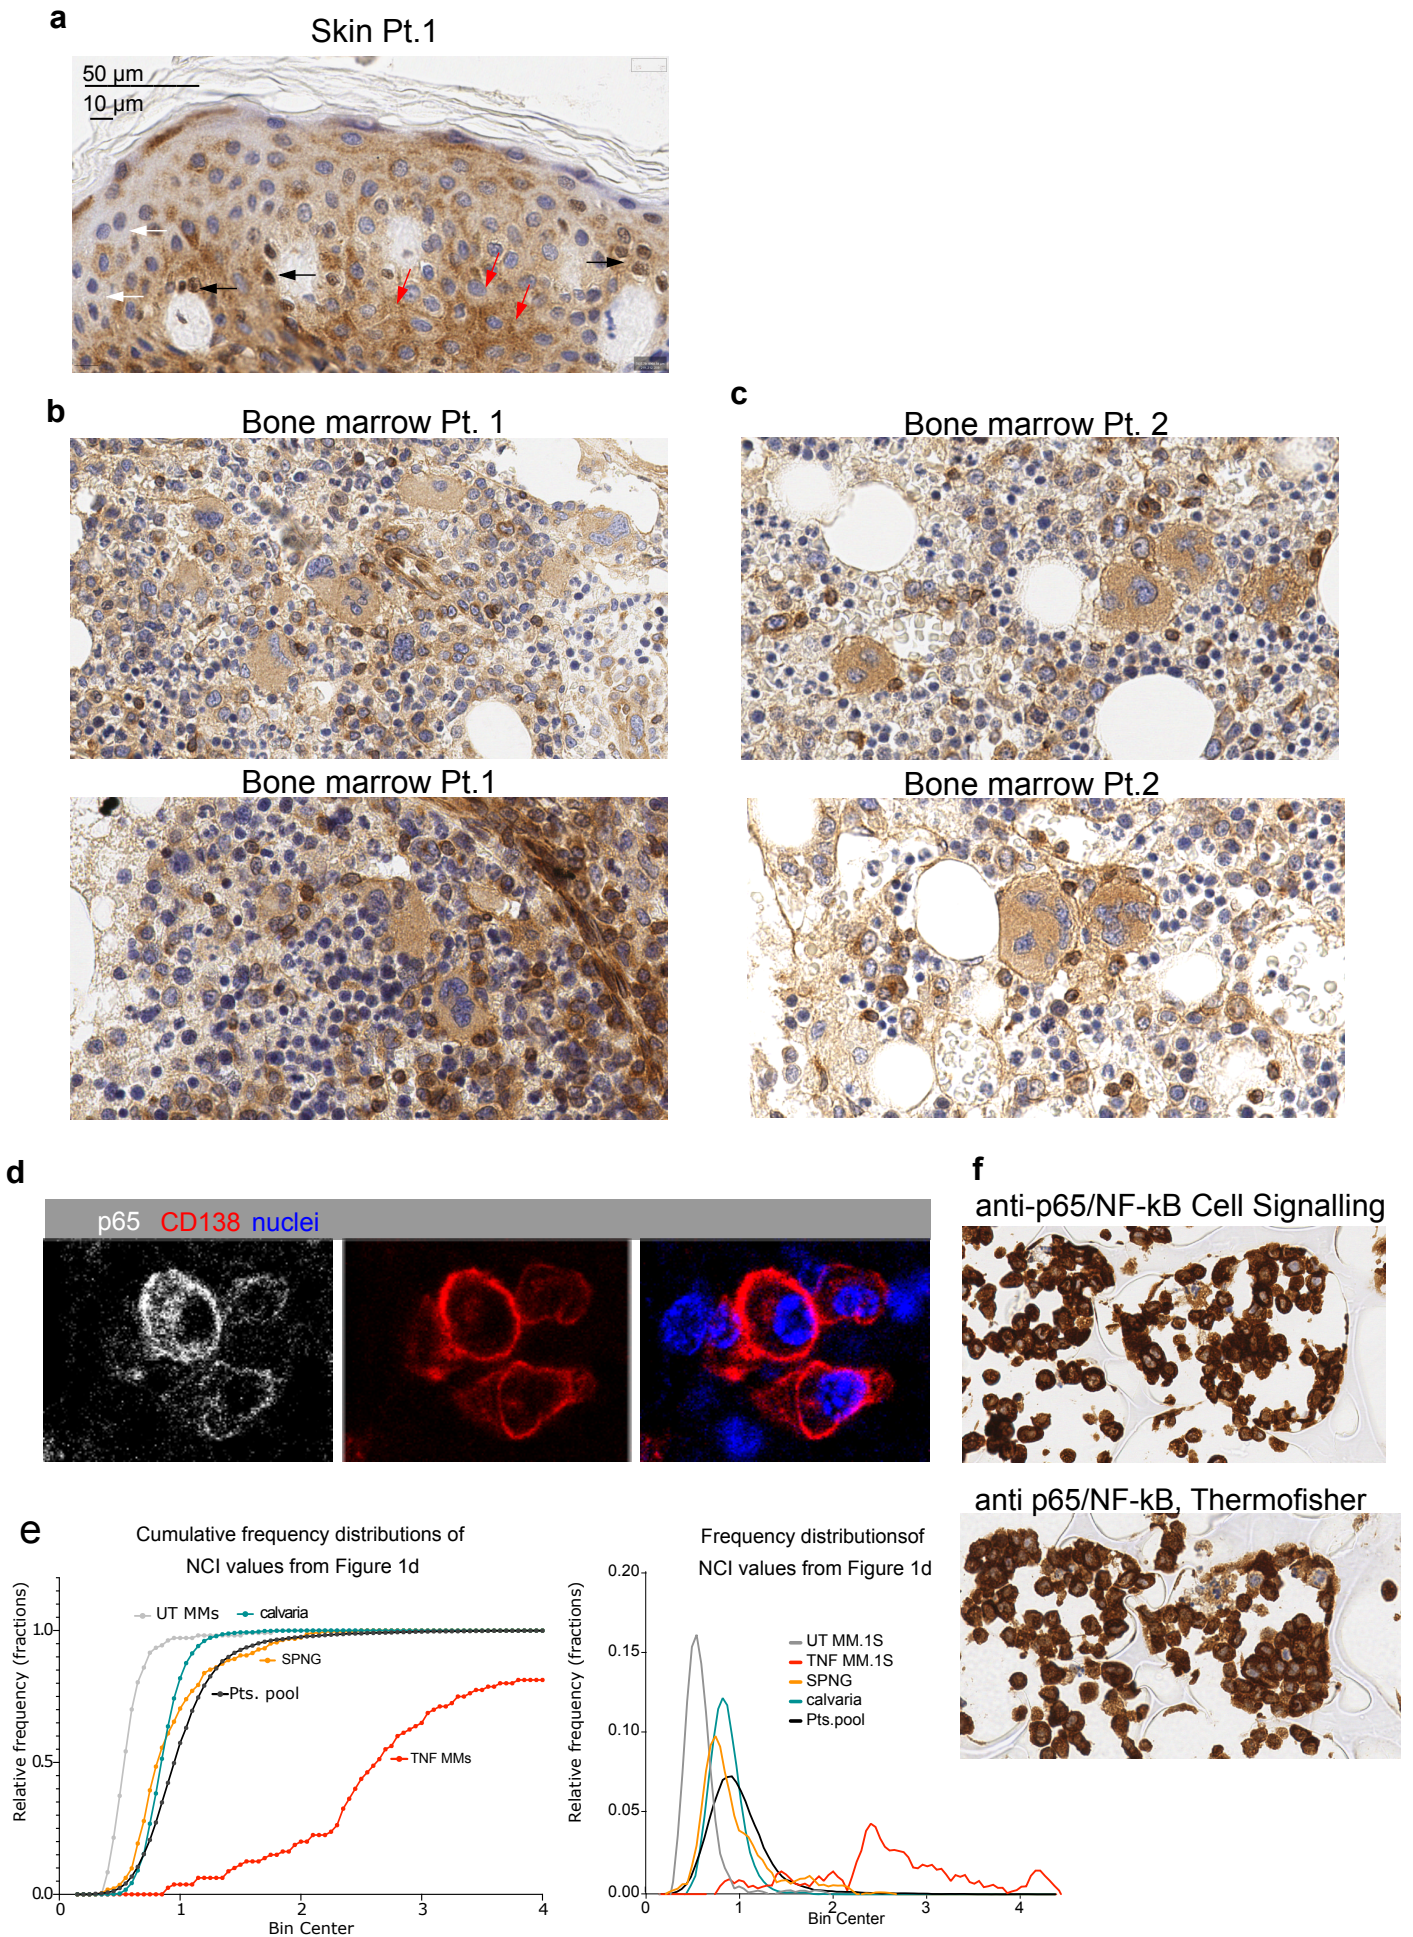 a
Skin Pt.1
50 µm
10 µm
b
Bone marrow Pt. 1
c
Bone marrow Pt. 2
Bone marrow Pt.1
Bone marrow Pt.2
d
p65 CD138 nuclei
f
anti-p65/NF-kB Cell Signalling
anti p65/NF-kB, Thermofisher
e
Cumulative frequency distributions of
NCI values from Figure 1d
Relative frequency (fractions)
1.0
0.5
0.0
UT MMs
calvaria
SPNG
Pts. pool
TNF MMs
0 1 2 3 4
Bin Center
Frequency distributionsof
NCI values from Figure 1d
Relative frequency (fractions)
0.20
0.15
0.10
0.05
0.00
UT MM.1S
TNF MM.1S
SPNG
calvaria
Pts.pool
0 1 2 3 4
Bin Center